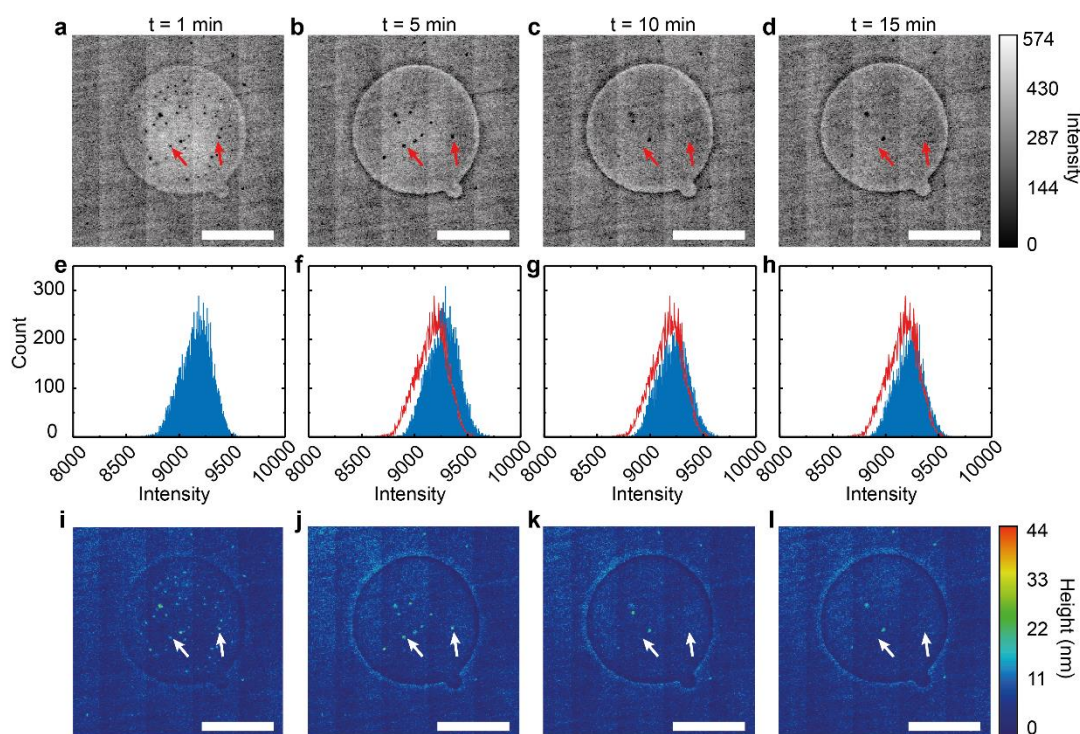 a t = 1 min b t = 5 min c t = 10 min d t = 15 min
574
430
287
144
0
Intensity
e f g h
300
200
100
0
Count
8000 8500 9000 9500 10000 8000 8500 9000 9500 10000 8000 8500 9000 9500 10000 8000 8500 9000 9500 10000
Intensity Intensity Intensity Intensity
i j k l
44
33
22
11
0
Height (nm)